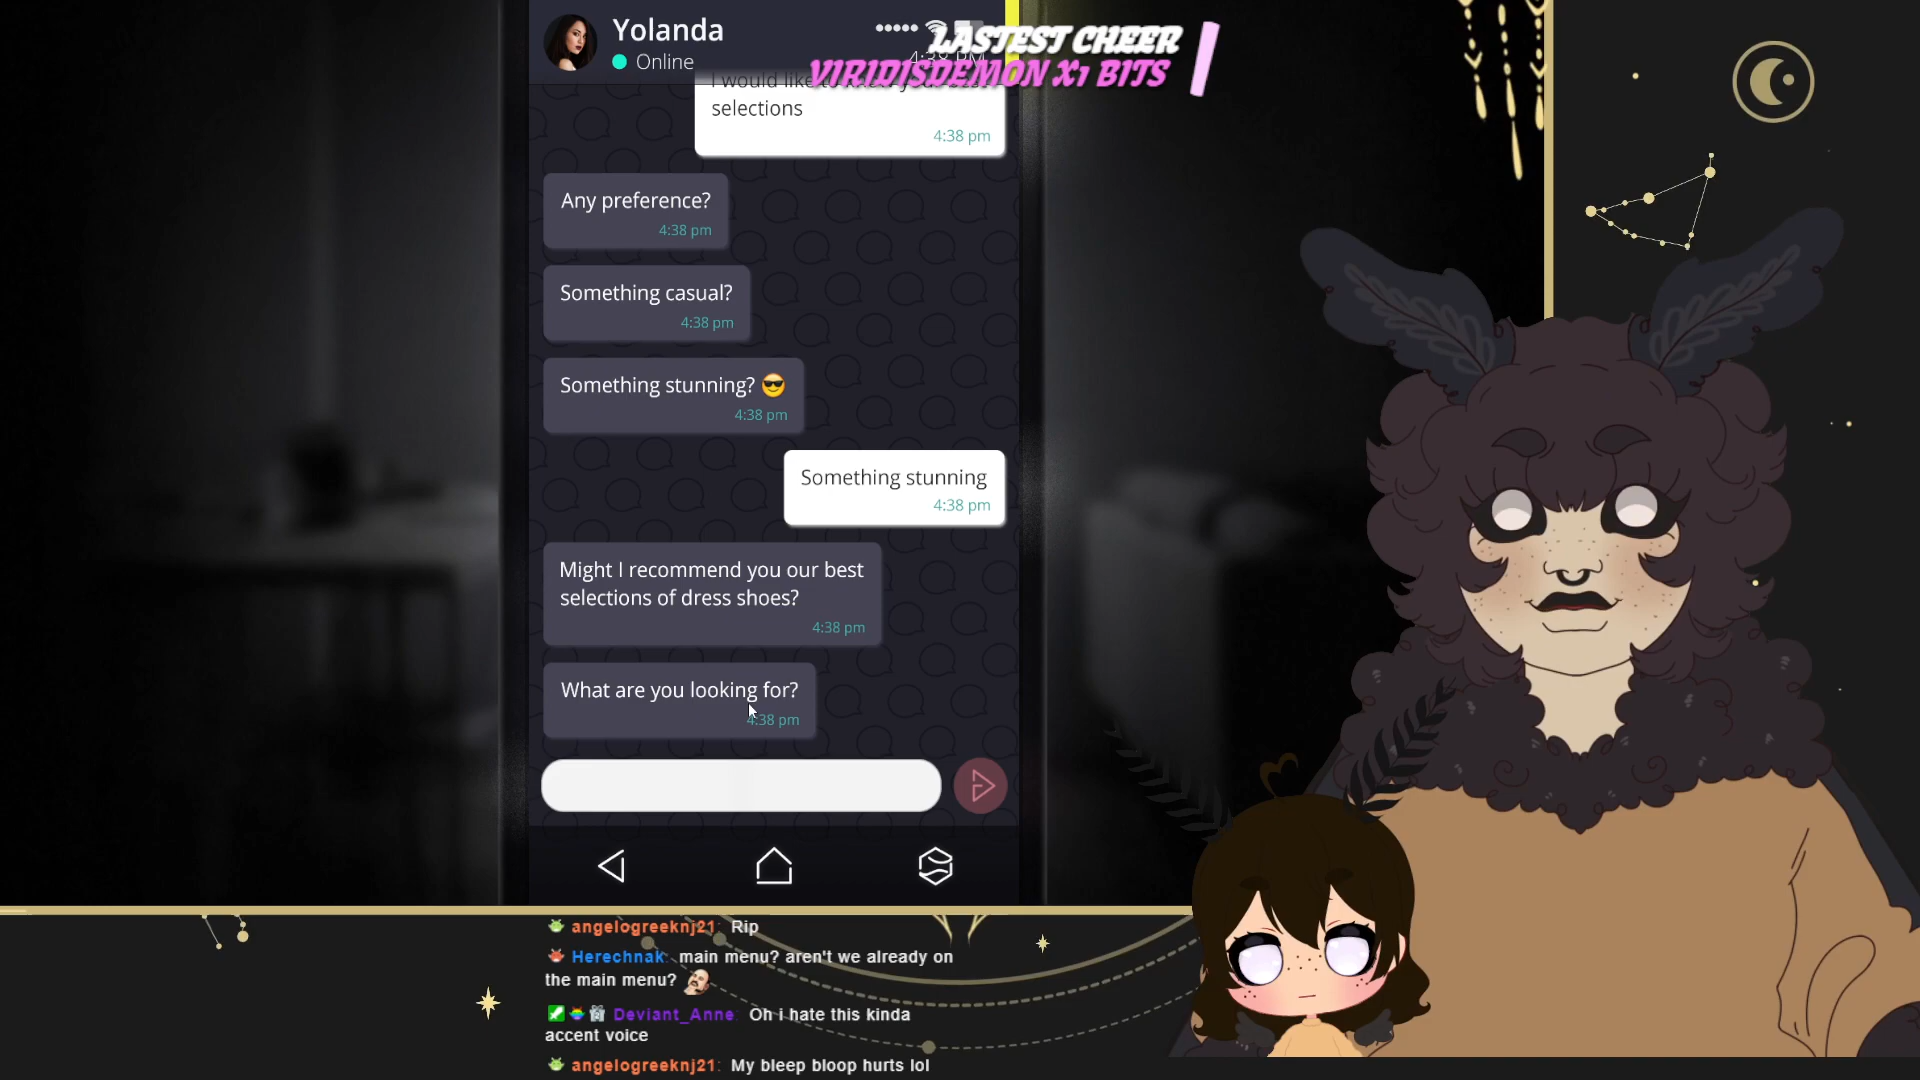 Yolanda
Online
LASTEST CHEER
VIRIDISDEMON X1 BITS
I would like
selections
4:38 pm
Any preference?
4:38 pm
Something casual?
4:38 pm
Something stunning? 😎
4:38 pm
Something stunning
4:38 pm
Might I recommend you our best
selections of dress shoes?
4:38 pm
What are you looking for?
4:38 pm
angelogreeknj21: Rip
Herechnak: main menu? aren't we already on
the main menu?
Deviant_Anne: Oh i hate this kinda
accent voice
angelogreeknj21: My bleep bloop hurts lol